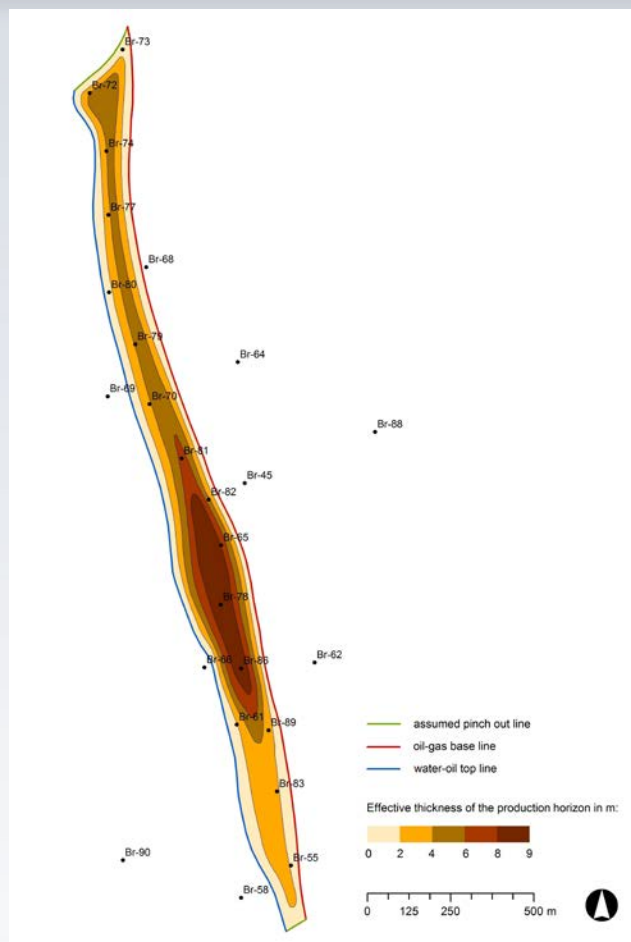 Br-73
Br-72
Br-74
Br-77
Br-68
Br-80
Br-79
Br-64
Br-69
Br-70
Br-88
Br-81
Br-45
Br-82
Br-65
Br-78
Br-66
Br-86
Br-62
Br-61
Br-89
assumed pinch out line
oil-gas base line
water-oil top line
Br-83
Effective thickness of the production horizon in m:
0 2 4 6 8 9
Br-90
Br-55
Br-58
0 125 250 500 m